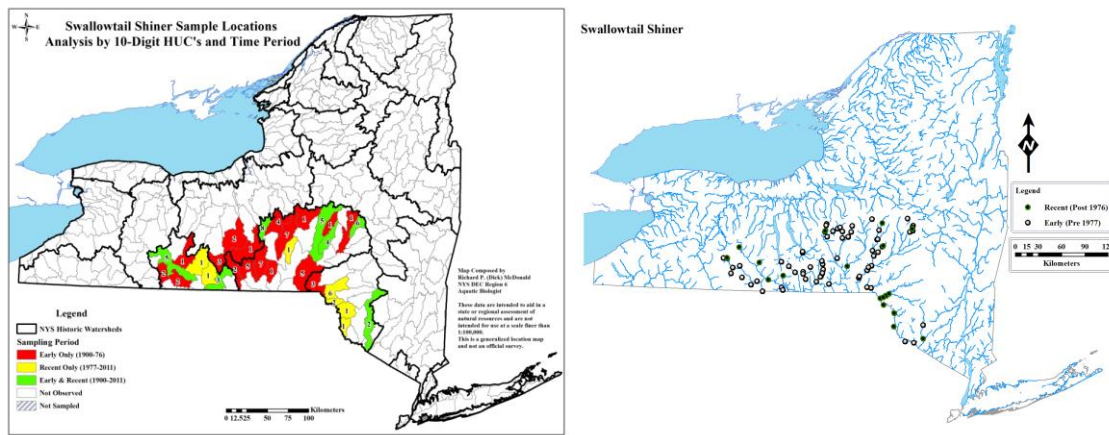 Swallowtail Shiner Sample Locations
Analysis by 10-Digit HUC's and Time Period
Map Composed by
Richard P. (Dick) McDonald
NYS DEC Region 6
Aquatic Biologist
These data are intended to aid in a
state or regional assessment of
natural resources and are not
intended for use at a scale finer than
1:100,000.
This is a generalized location map
and not an official survey.
Legend
NYS Historic Watersheds
Sampling Period
Early Only (1900-76)
Recent Only (1977-2011)
Early & Recent (1900-2011)
Not Observed
Not Sampled
Kilometers
0 12.5 25 50 75 100
Swallowtail Shiner
N
Legend
Recent (Post 1976)
Early (Pre 1977)
0 15 30 60 90
Kilometers